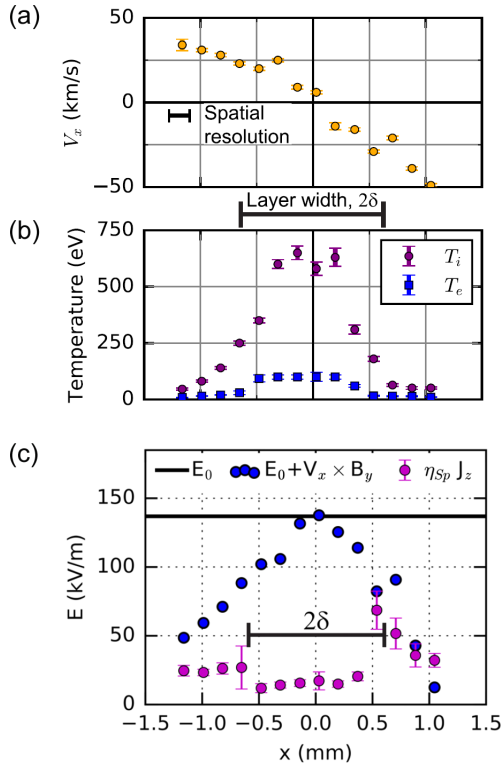 (a)
V_x (km/s)
50
0
−50
Spatial
resolution
Layer width, 2δ
(b)
Temperature (eV)
750
500
250
0
T_i
T_e
(c)
E (kV/m)
150
100
50
0
E_0
E_0+V_x × B_y
η_{Sp} J_z
2δ
−1.5 −1.0 −0.5 0.0 0.5 1.0 1.5
x (mm)